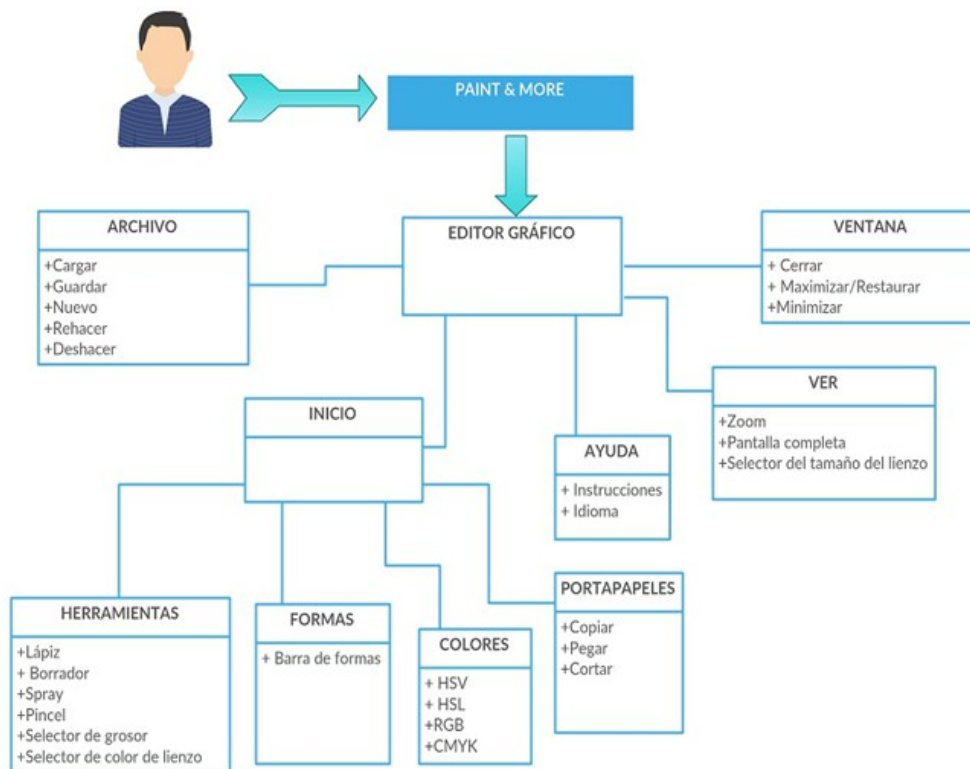 PAINT & MORE
EDITOR GRÁFICO
ARCHIVO
+Cargar
+Guardar
+Nuevo
+Rehacer
+Deshacer
VENTANA
+ Cerrar
+ Maximizar/Restaurar
+Minimizar
VER
+Zoom
+Pantalla completa
+Selector del tamaño del lienzo
INICIO
AYUDA
+ Instrucciones
+ Idioma
HERRAMIENTAS
+Lápiz
+ Borrador
+Spray
+Pincel
+Selector de grosor
+Selector de color de lienzo
FORMAS
+ Barra de formas
COLORES
+ HSV
+ HSL
+RGB
+CMYK
PORTAPAPELES
+Copiar
+Pegar
+Cortar